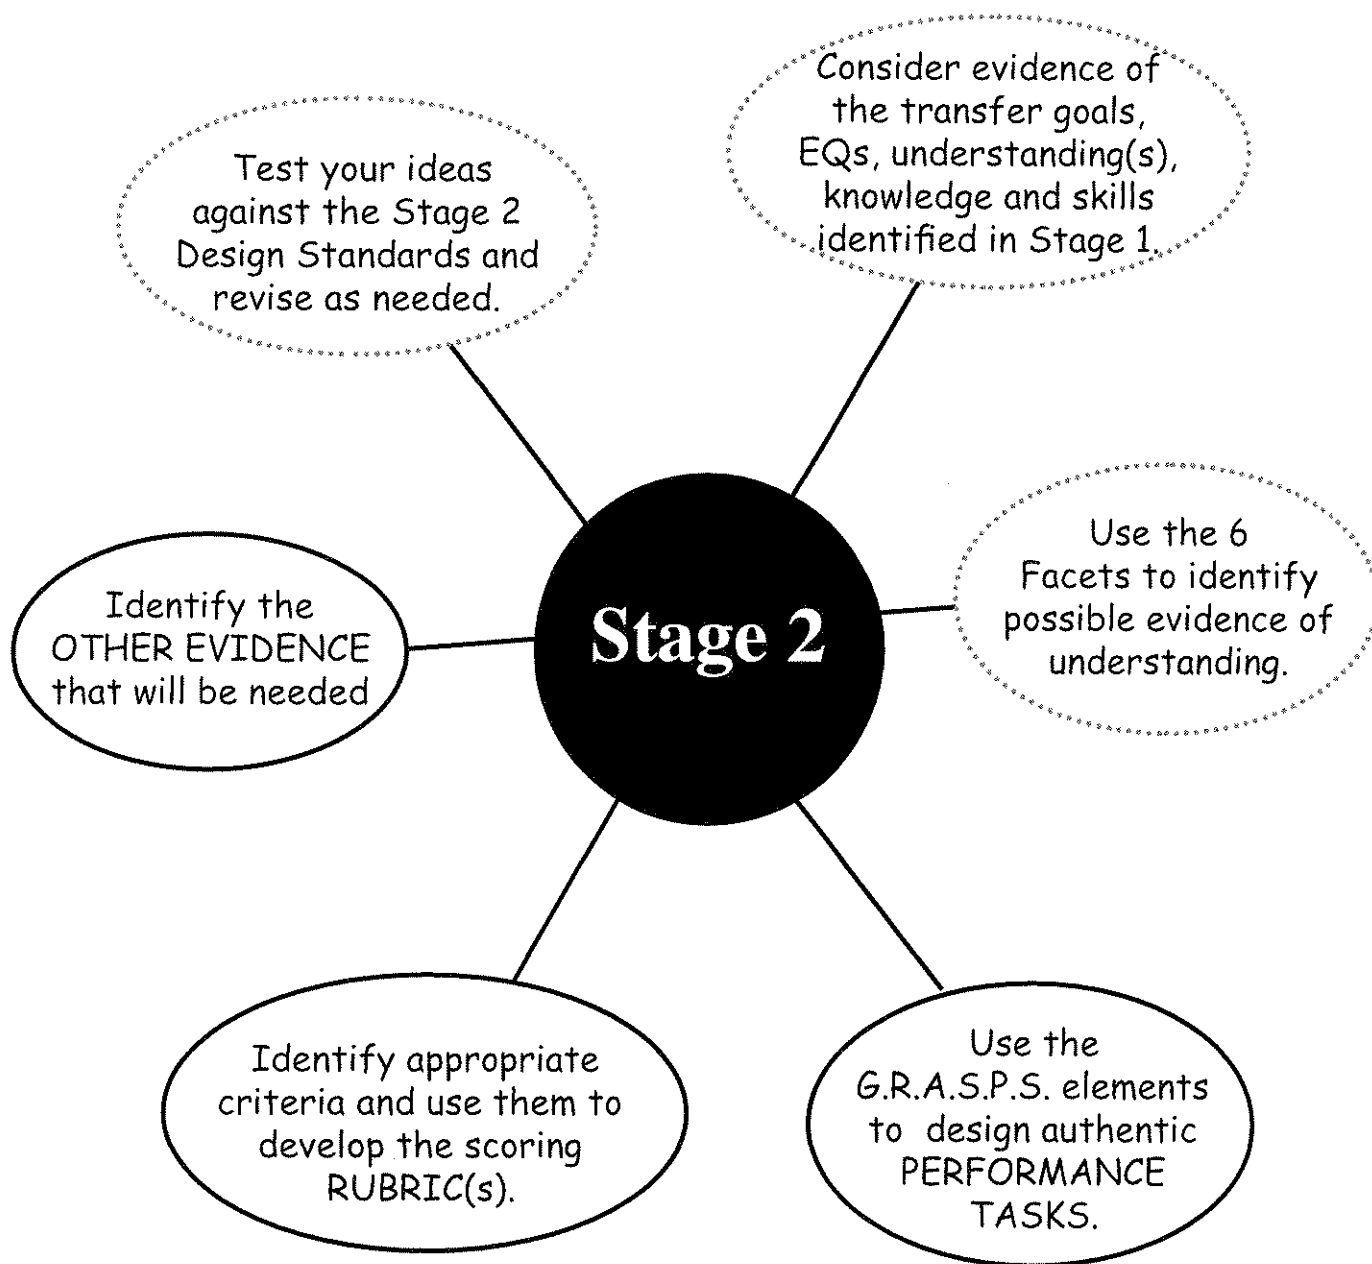 Consider evidence of
the transfer goals,
EQs, understanding(s),
knowledge and skills
identified in Stage 1.
Test your ideas
against the Stage 2
Design Standards and
revise as needed.
Use the 6
Facets to identify
possible evidence of
understanding.
Stage 2
Identify the
OTHER EVIDENCE
that will be needed
Use the
G.R.A.S.P.S. elements
to design authentic
PERFORMANCE
TASKS.
Identify appropriate
criteria and use them to
develop the scoring
RUBRIC(s).